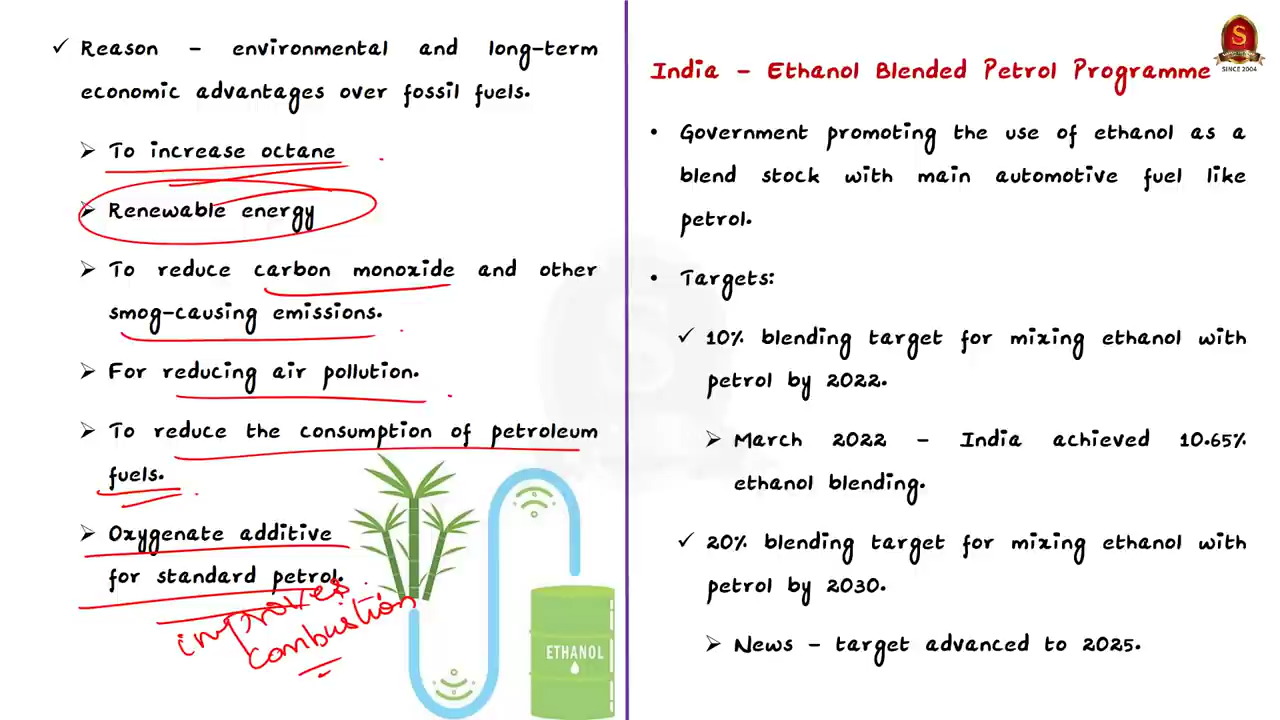 ✓ Reason – environmental and long-term
economic advantages over fossil fuels.
➢ To increase octane
➢ Renewable energy
➢ To reduce carbon monoxide and other
smog-causing emissions.
➢ For reducing air pollution.
➢ To reduce the consumption of petroleum
fuels.
➢ Oxygenate additive
for standard petrol.
improves
combustion
ETHANOL
S
SINCE 2004
India – Ethanol Blended Petrol Programme
• Government promoting the use of ethanol as a
blend stock with main automotive fuel like
petrol.
• Targets:
✓ 10% blending target for mixing ethanol with
petrol by 2022.
➢ March 2022 – India achieved 10.65%
ethanol blending.
✓ 20% blending target for mixing ethanol with
petrol by 2030.
➢ News – target advanced to 2025.